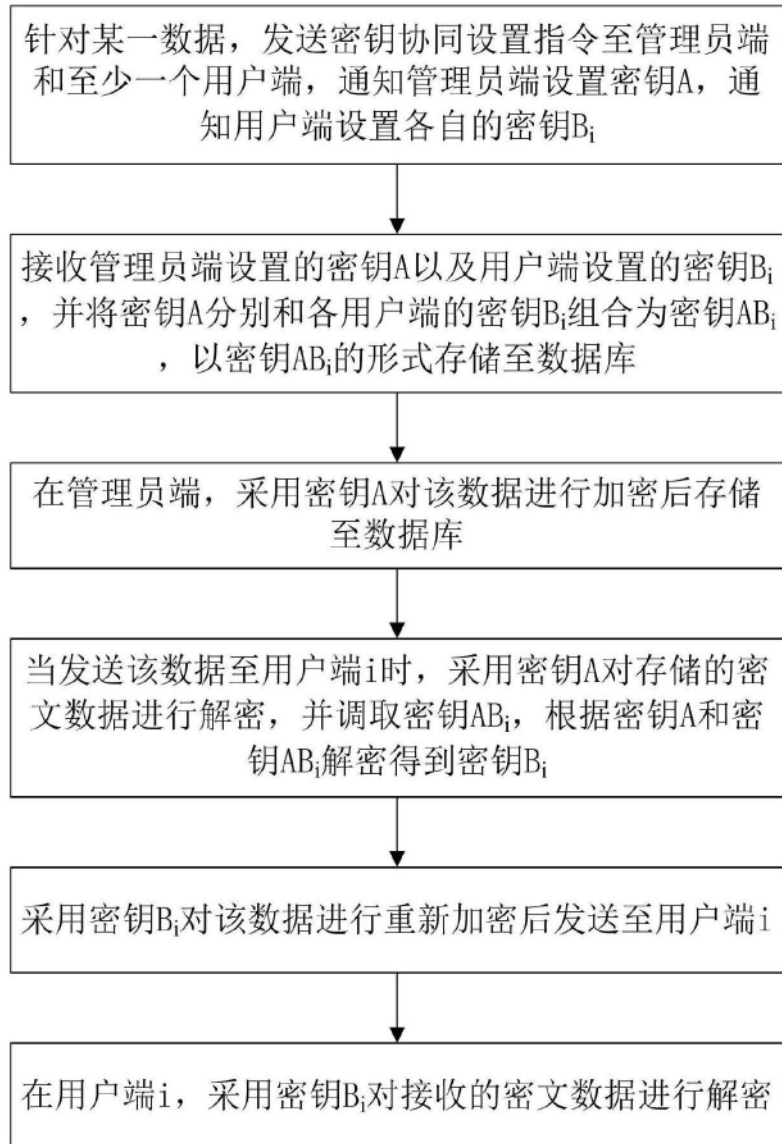 针对某一数据，发送密钥协同设置指令至管理员端
和至少一个用户端，通知管理员端设置密钥A，通
知用户端设置各自的密钥Bi
接收管理员端设置的密钥A以及用户端设置的密钥Bi
，并将密钥A分别和各用户端的密钥Bi组合为密钥ABi
，以密钥ABi的形式存储至数据库
在管理员端，采用密钥A对该数据进行加密后存储
至数据库
当发送该数据至用户端i时，采用密钥A对存储的密
文数据进行解密，并调取密钥ABi，根据密钥A和密
钥ABi解密得到密钥Bi
采用密钥Bi对该数据进行重新加密后发送至用户端i
在用户端i，采用密钥Bi对接收的密文数据进行解密